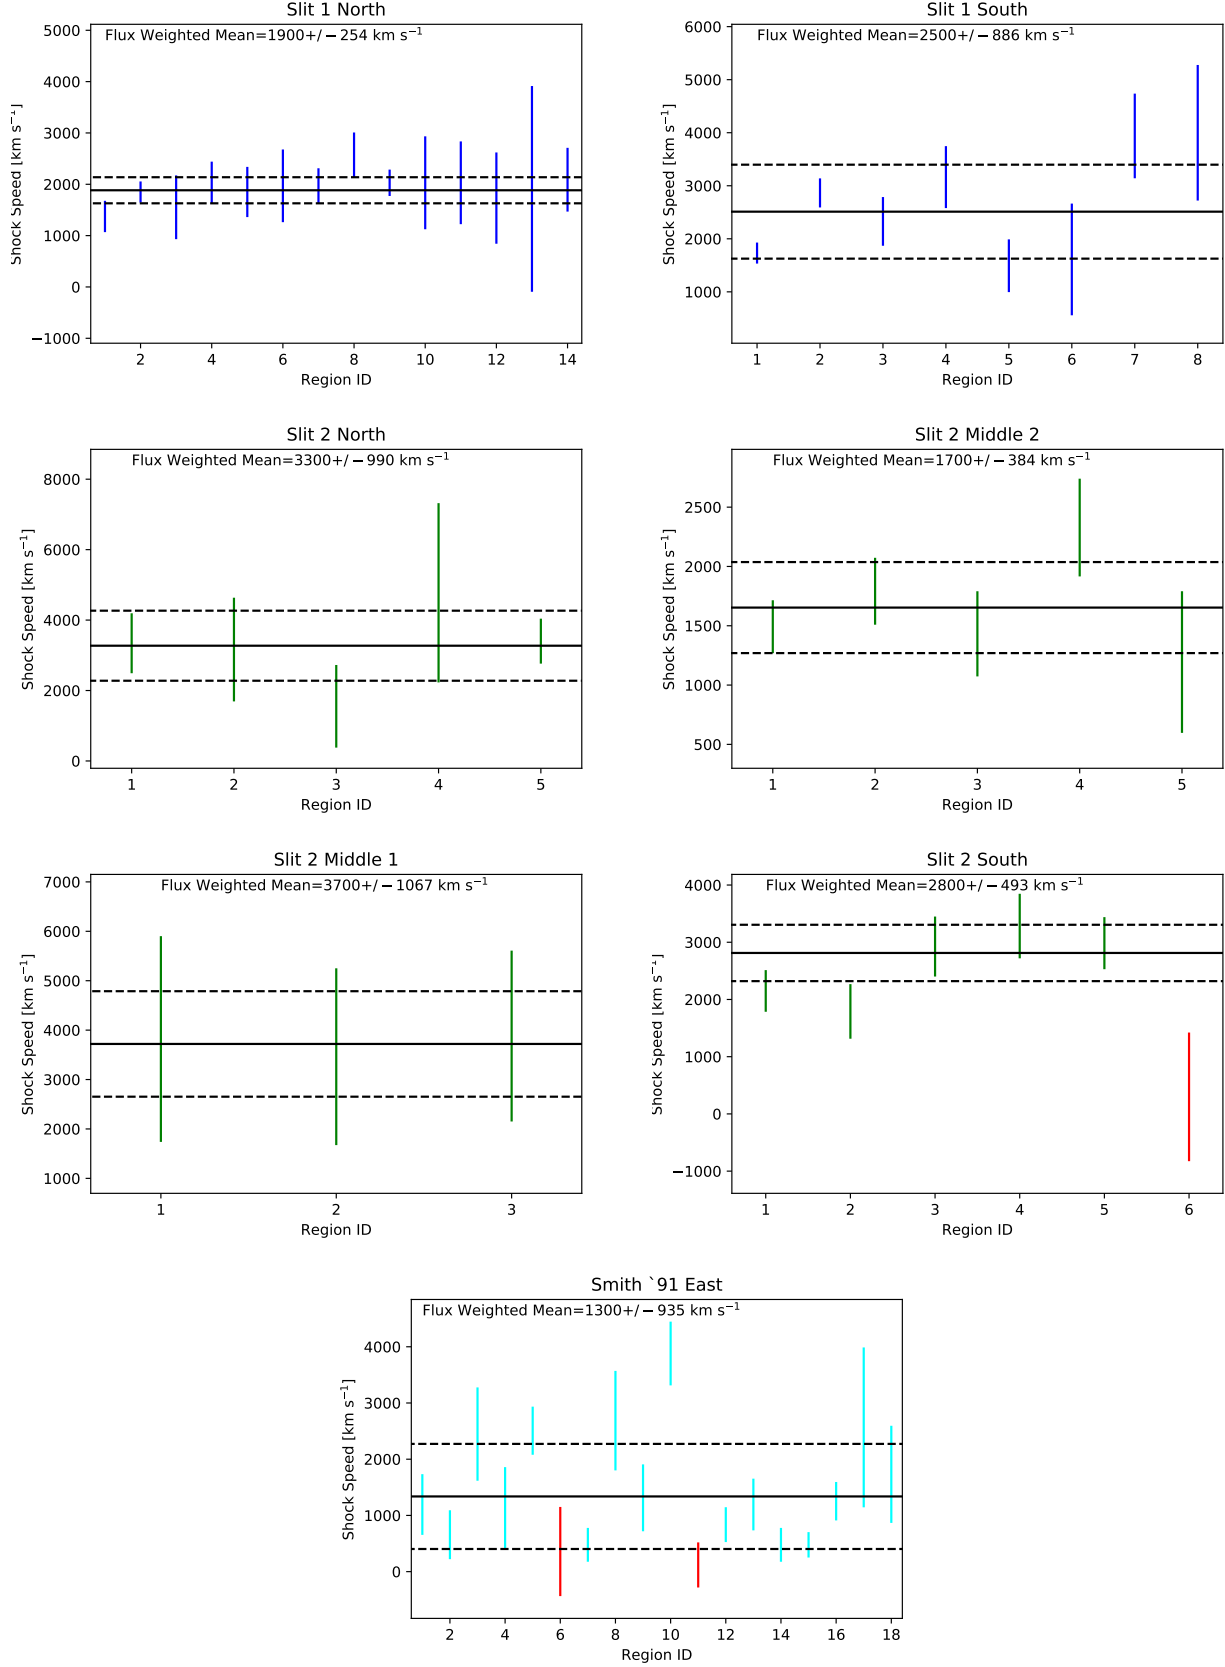 Slit 1 North
Flux Weighted Mean=1900+/−254 km s⁻¹
5000
4000
3000
2000
1000
0
−1000
Shock Speed [km s⁻¹]
2 4 6 8 10 12 14
Region ID
Slit 1 South
Flux Weighted Mean=2500+/−886 km s⁻¹
6000
5000
4000
3000
2000
1000
Shock Speed [km s⁻¹]
1 2 3 4 5 6 7 8
Region ID
Slit 2 North
Flux Weighted Mean=3300+/−990 km s⁻¹
8000
6000
4000
2000
0
Shock Speed [km s⁻¹]
1 2 3 4 5
Region ID
Slit 2 Middle 2
Flux Weighted Mean=1700+/−384 km s⁻¹
2500
2000
1500
1000
500
Shock Speed [km s⁻¹]
1 2 3 4 5
Region ID
Slit 2 Middle 1
Flux Weighted Mean=3700+/−1067 km s⁻¹
7000
6000
5000
4000
3000
2000
1000
Shock Speed [km s⁻¹]
1 2 3
Region ID
Slit 2 South
Flux Weighted Mean=2800+/−493 km s⁻¹
4000
3000
2000
1000
0
−1000
Shock Speed [km s⁻¹]
1 2 3 4 5 6
Region ID
Smith `91 East
Flux Weighted Mean=1300+/−935 km s⁻¹
4000
3000
2000
1000
0
Shock Speed [km s⁻¹]
2 4 6 8 10 12 14 16 18
Region ID